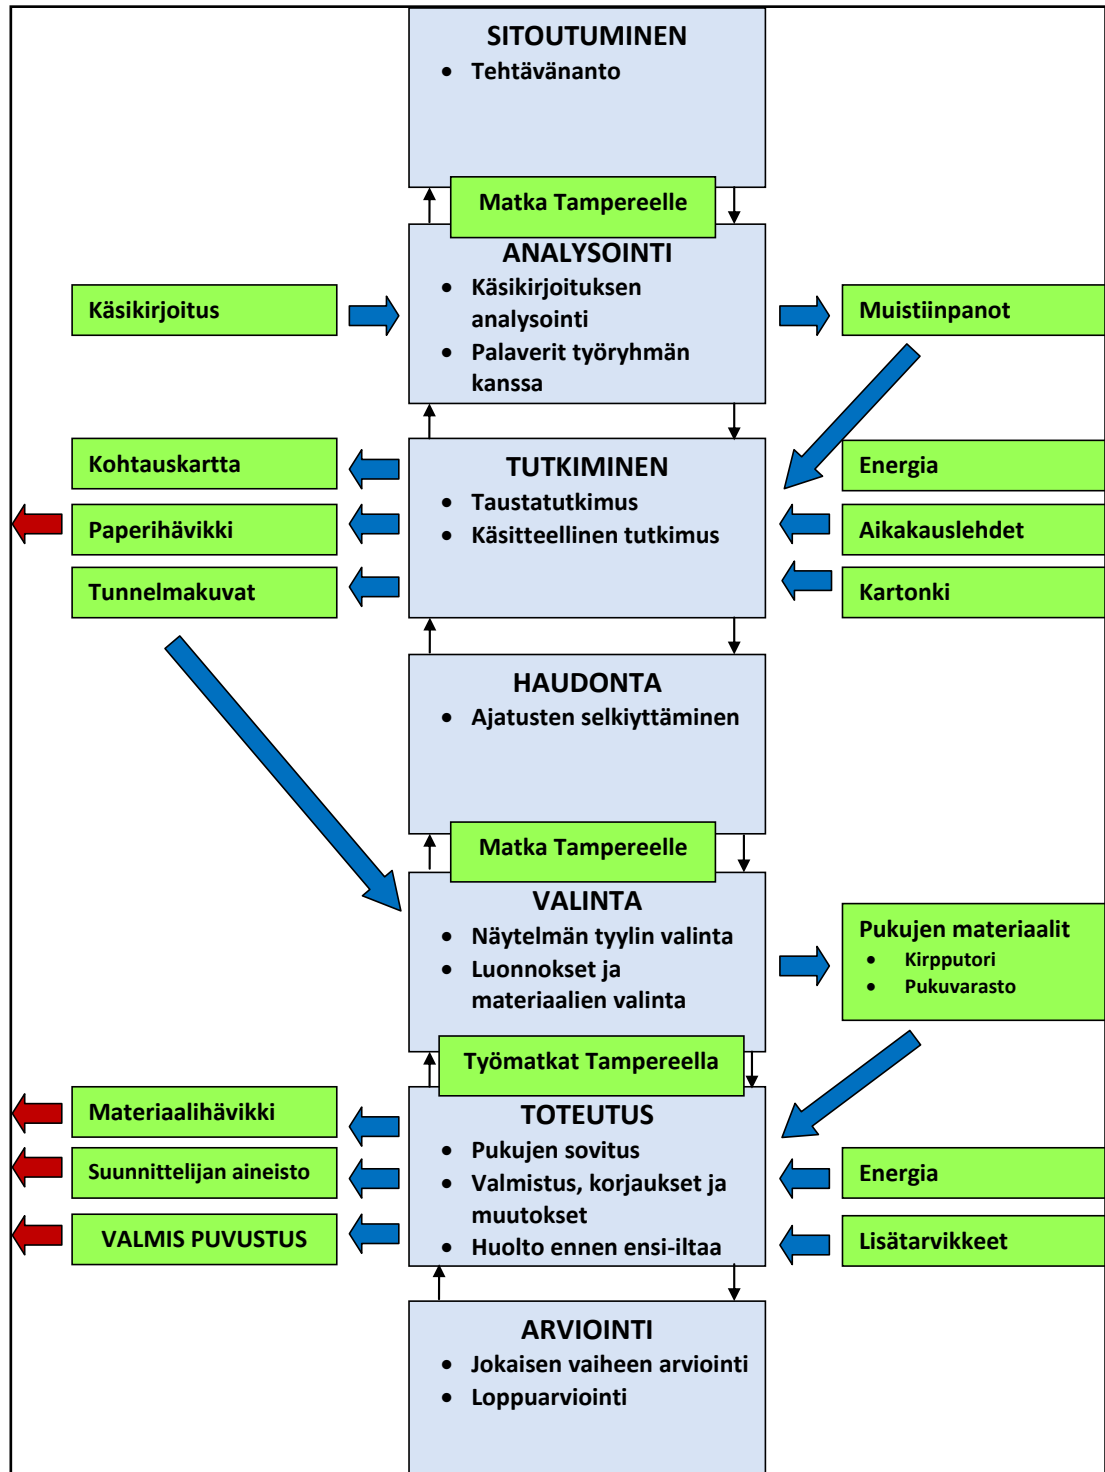 SITOUTUMINEN
• Tehtävänanto
Matka Tampereelle
ANALYSOINTI
• Käsikirjoituksen
analysointi
• Palaverit työryhmän
kanssa
Käsikirjoitus
Muistiinpanot
TUTKIMINEN
• Taustatutkimus
• Käsitteellinen tutkimus
Kohtauskartta
Paperihävikki
Tunnelmakuvat
Energia
Aikakauslehdet
Kartonki
HAUDONTA
• Ajatusten selkiyttäminen
Matka Tampereelle
VALINTA
• Näytelmän tyylin valinta
• Luonnokset ja
materiaalien valinta
Pukujen materiaalit
• Kirpputori
• Pukuvarasto
Työmatkat Tampereella
TOTEUTUS
• Pukujen sovitus
• Valmistus, korjaukset ja
muutokset
• Huolto ennen ensi-iltaa
Materiaalihävikki
Suunnittelijan aineisto
VALMIS PUVUSTUS
Energia
Lisätarvikkeet
ARVIOINTI
• Jokaisen vaiheen arviointi
• Loppuarviointi